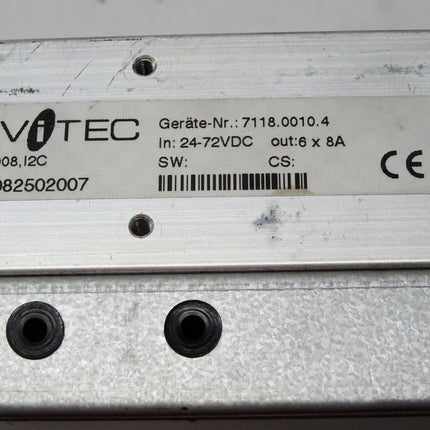 ViTEC
Geräte-Nr.: 7118.0010.4
In: 24-72VDC out:6 x 8A
008,I2C
SW: CS:
082502007
CE